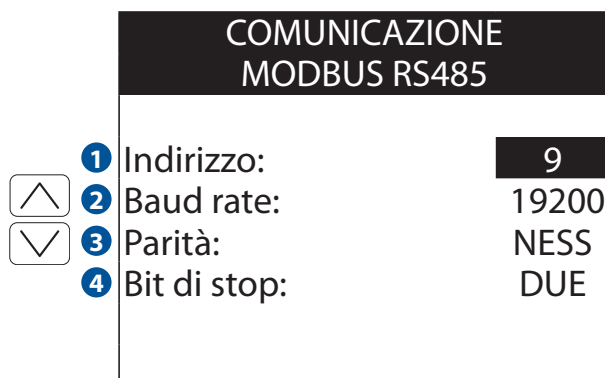 COMUNICAZIONE
MODBUS RS485
1 Indirizzo: 9
2 Baud rate: 19200
3 Parità: NESS
4 Bit di stop: DUE